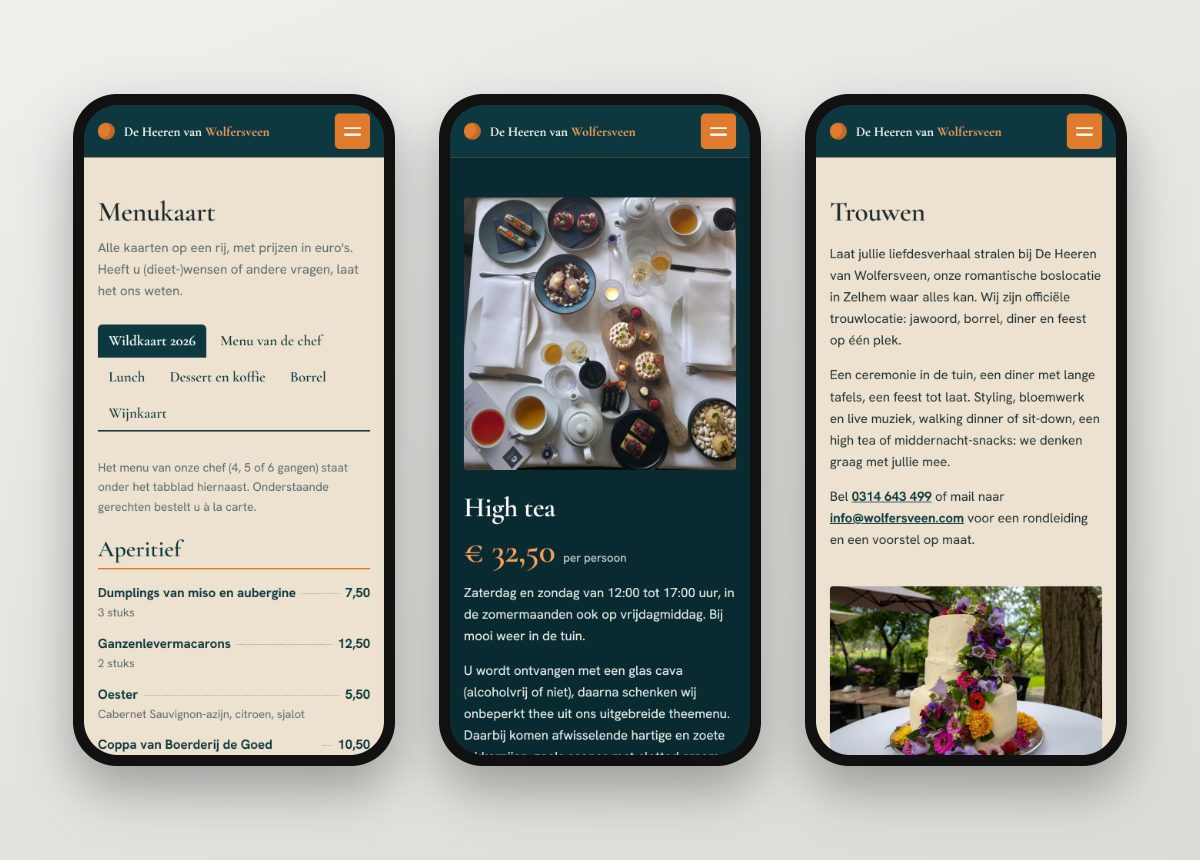 De Heeren van Wolfersveen
Menukaart
Alle kaarten op een rij, met prijzen in euro's.
Heeft u (dieet-)wensen of andere vragen, laat
het ons weten.
Wildkaart 2026
Menu van de chef
Lunch
Dessert en koffie
Borrel
Wijnkaart
Het menu van onze chef (4, 5 of 6 gangen) staat
onder het tabblad hiernaast. Onderstaande
gerechten bestelt u à la carte.
Aperitief
Dumplings van miso en aubergine 7,50
3 stuks
Ganzenlevermacarons 12,50
2 stuks
Oester 5,50
Cabernet Sauvignon-azijn, citroen, sjalot
Coppa van Boerderij de Goed 10,50
De Heeren van Wolfersveen
High tea
€ 32,50 per persoon
Zaterdag en zondag van 12:00 tot 17:00 uur, in
de zomermaanden ook op vrijdagmiddag. Bij
mooi weer in de tuin.
U wordt ontvangen met een glas cava
(alcoholvrij of niet), daarna schenken wij
onbeperkt thee uit ons uitgebreide theemenu.
Daarbij komen afwisselende hartige en zoete
De Heeren van Wolfersveen
Trouwen
Laat jullie liefdesverhaal stralen bij De Heeren
van Wolfersveen, onze romantische boslocatie
in Zelhem waar alles kan. Wij zijn officiële
trouwlocatie: jawoord, borrel, diner en feest
op één plek.
Een ceremonie in de tuin, een diner met lange
tafels, een feest tot laat. Styling, bloemwerk
en live muziek, walking dinner of sit-down, een
high tea of middernacht-snacks: we denken
graag met jullie mee.
Bel 0314 643 499 of mail naar
info@wolfersveen.com voor een rondleiding
en een voorstel op maat.